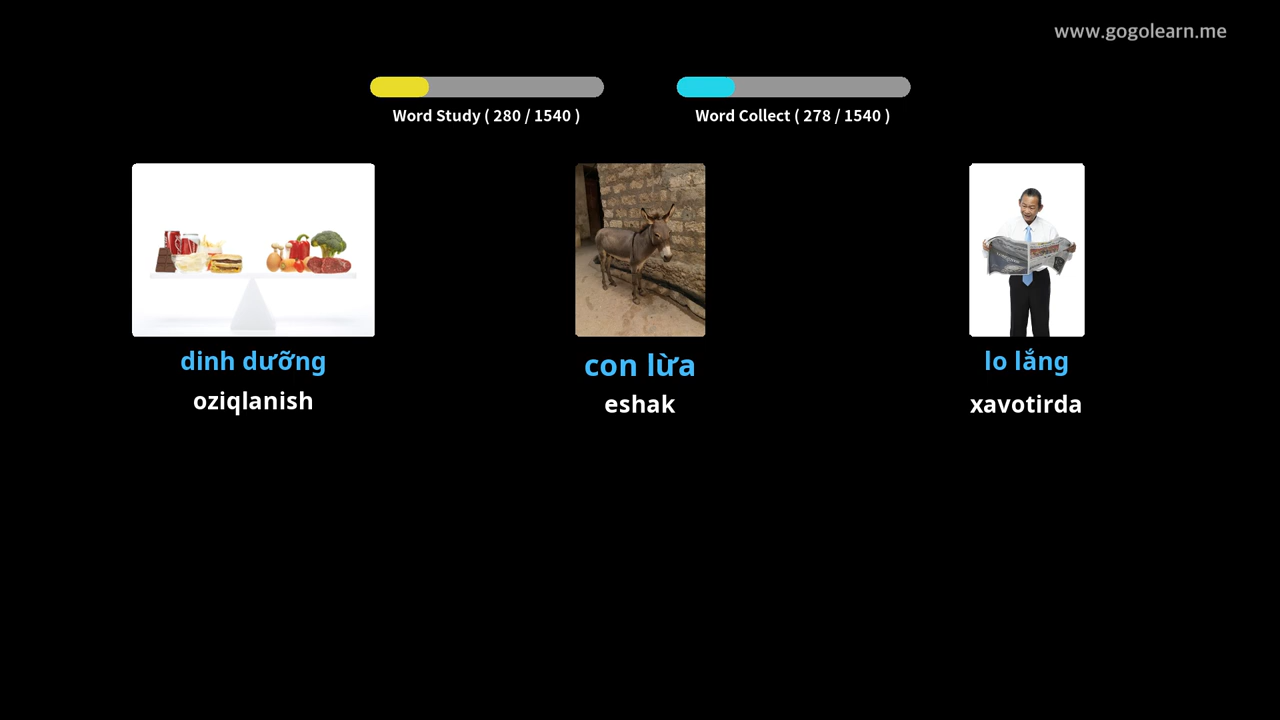 www.gogolearn.me
Word Study ( 280 / 1540 )
Word Collect ( 278 / 1540 )
dinh dưỡng
oziqlanish
con lừa
eshak
lo lắng
xavotirda